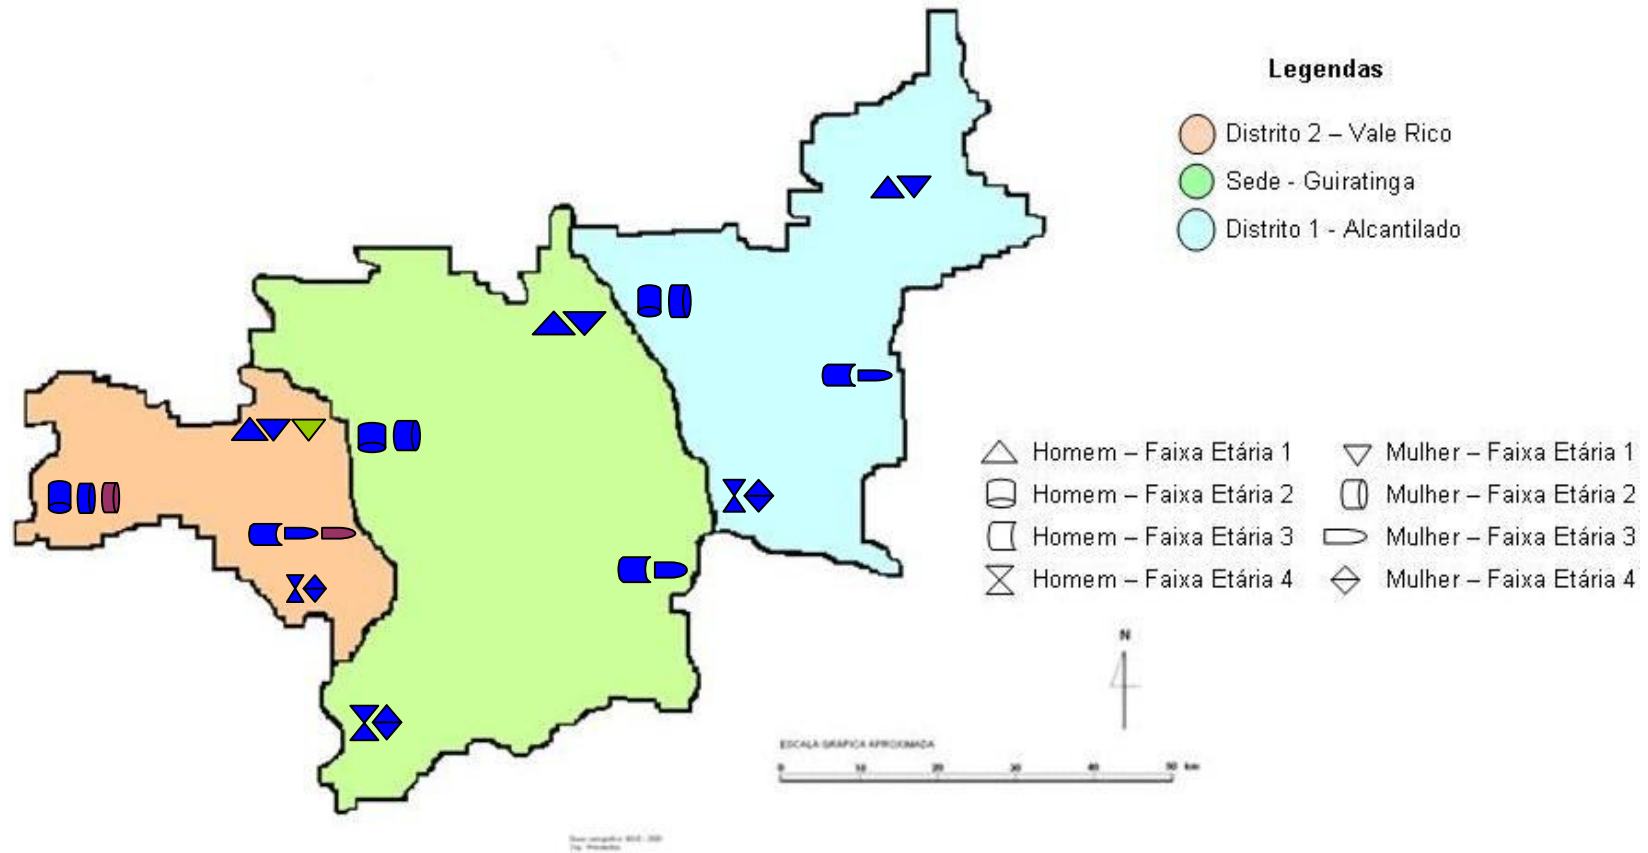 Legendas
Distrito 2 – Vale Rico
Sede - Guiratinga
Distrito 1 - Alcantilado
Homem – Faixa Etária 1
Mulher – Faixa Etária 1
Homem – Faixa Etária 2
Mulher – Faixa Etária 2
Homem – Faixa Etária 3
Mulher – Faixa Etária 3
Homem – Faixa Etária 4
Mulher – Faixa Etária 4
N
ESCALA GRÁFICA APROXIMADA
0 10 20 30 40 50 km